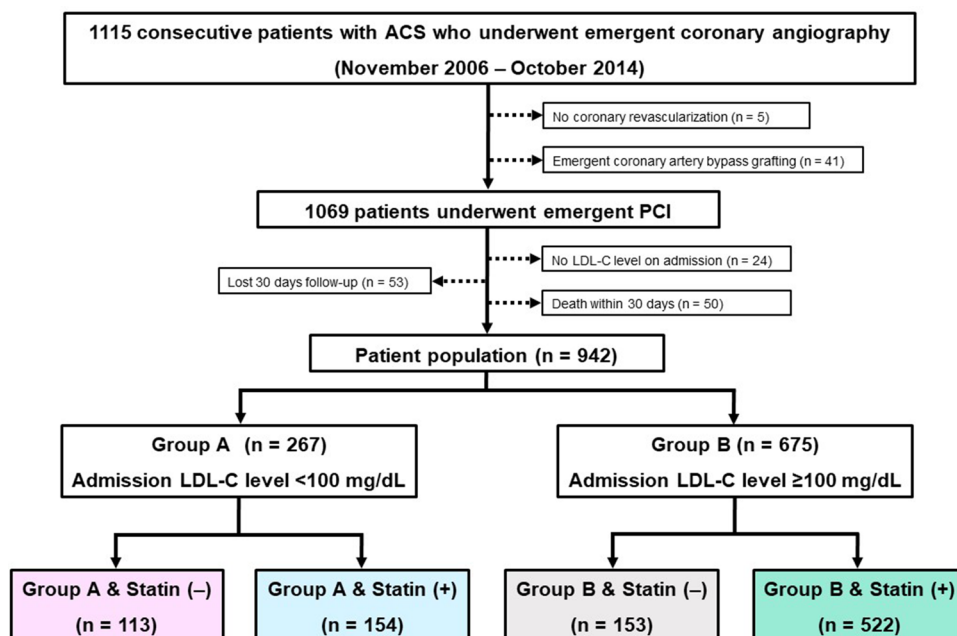 1115 consecutive patients with ACS who underwent emergent coronary angiography
(November 2006 – October 2014)
No coronary revascularization (n = 5)
Emergent coronary artery bypass grafting (n = 41)
1069 patients underwent emergent PCI
No LDL-C level on admission (n = 24)
Lost 30 days follow-up (n = 53)
Death within 30 days (n = 50)
Patient population (n = 942)
Group A (n = 267)
Admission LDL-C level <100 mg/dL
Group B (n = 675)
Admission LDL-C level ≥100 mg/dL
Group A & Statin (–)
(n = 113)
Group A & Statin (+)
(n = 154)
Group B & Statin (–)
(n = 153)
Group B & Statin (+)
(n = 522)